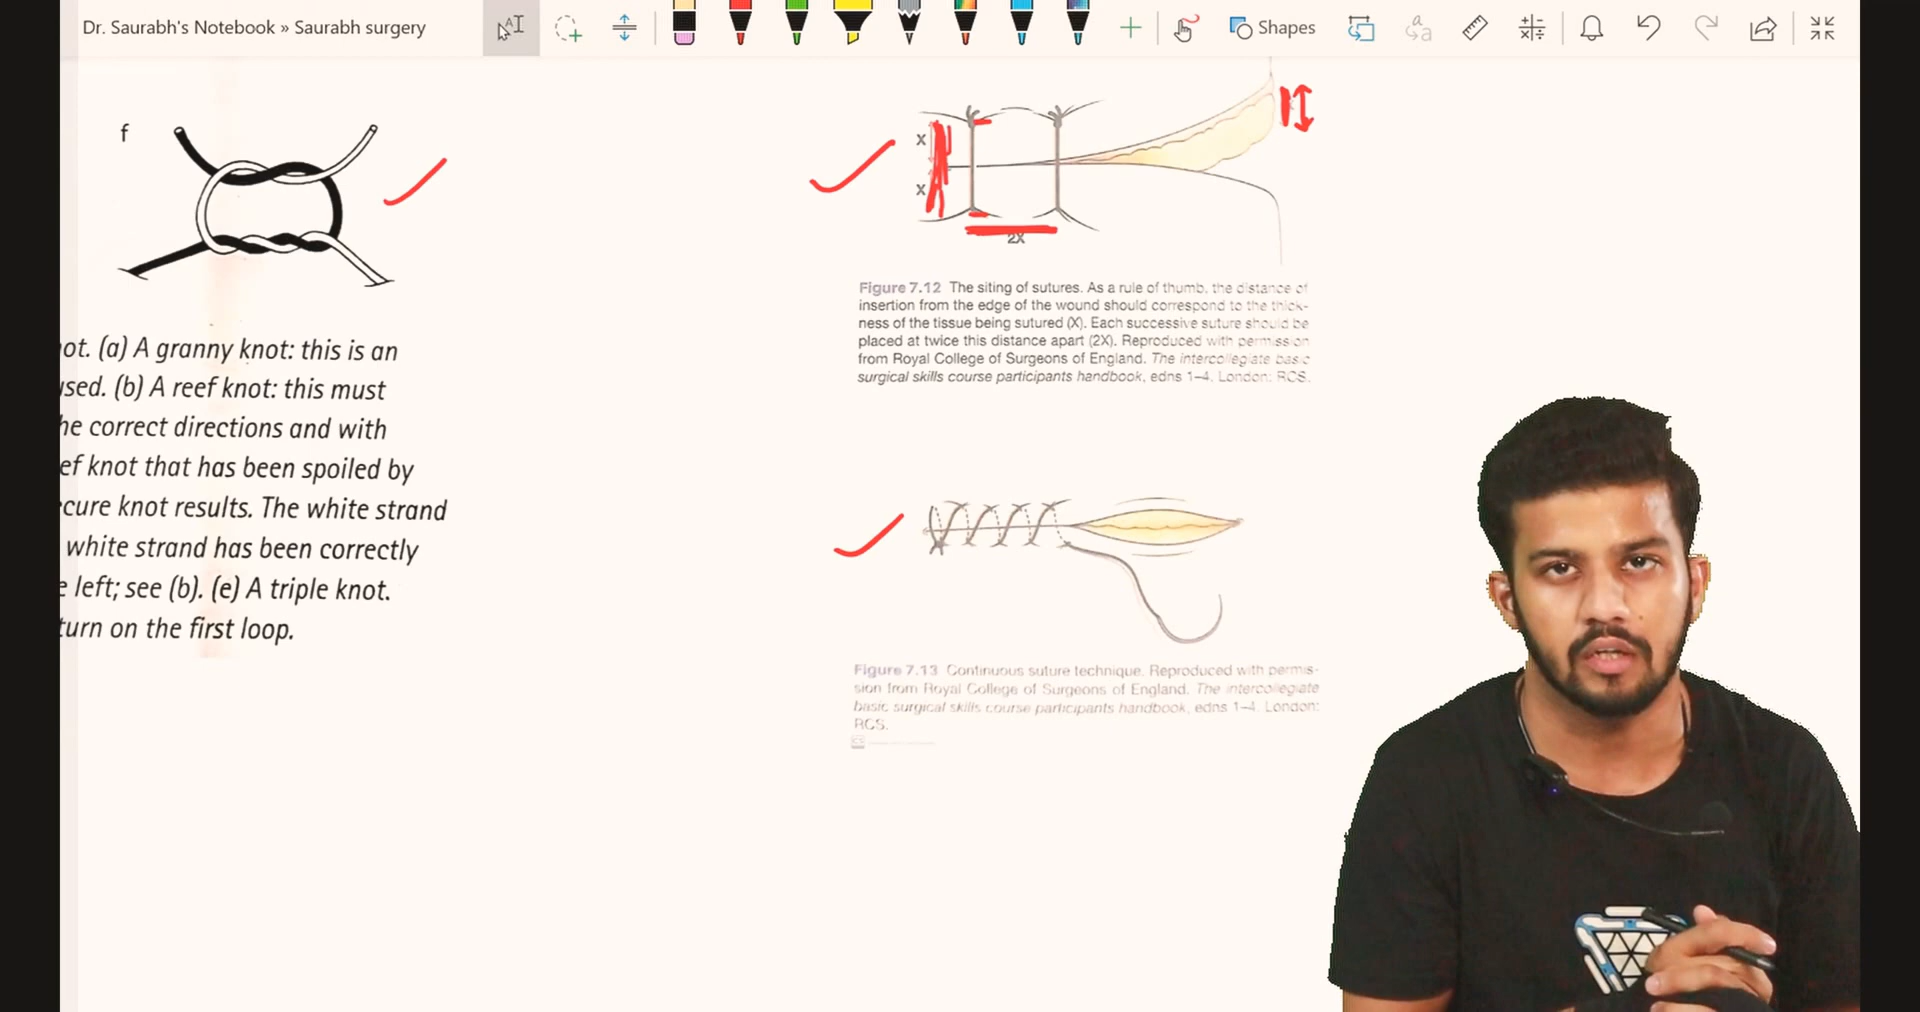 Dr. Saurabh's Notebook » Saurabh surgery
Shapes
f
ot. (a) A granny knot: this is an
used. (b) A reef knot: this must
he correct directions and with
ef knot that has been spoiled by
cure knot results. The white strand
white strand has been correctly
e left; see (b). (e) A triple knot.
turn on the first loop.
X
X
2X
Figure 7.12 The siting of sutures. As a rule of thumb, the distance of
insertion from the edge of the wound should correspond to the thick-
ness of the tissue being sutured (X). Each successive suture should be
placed at twice this distance apart (2X). Reproduced with permission
from Royal College of Surgeons of England. The intercollegiate basic
surgical skills course participants handbook, edns 1–4. London: RCS.
Figure 7.13 Continuous suture technique. Reproduced with permis-
sion from Royal College of Surgeons of England. The intercollegiate
basic surgical skills course participants handbook, edns 1–4. London:
RCS.